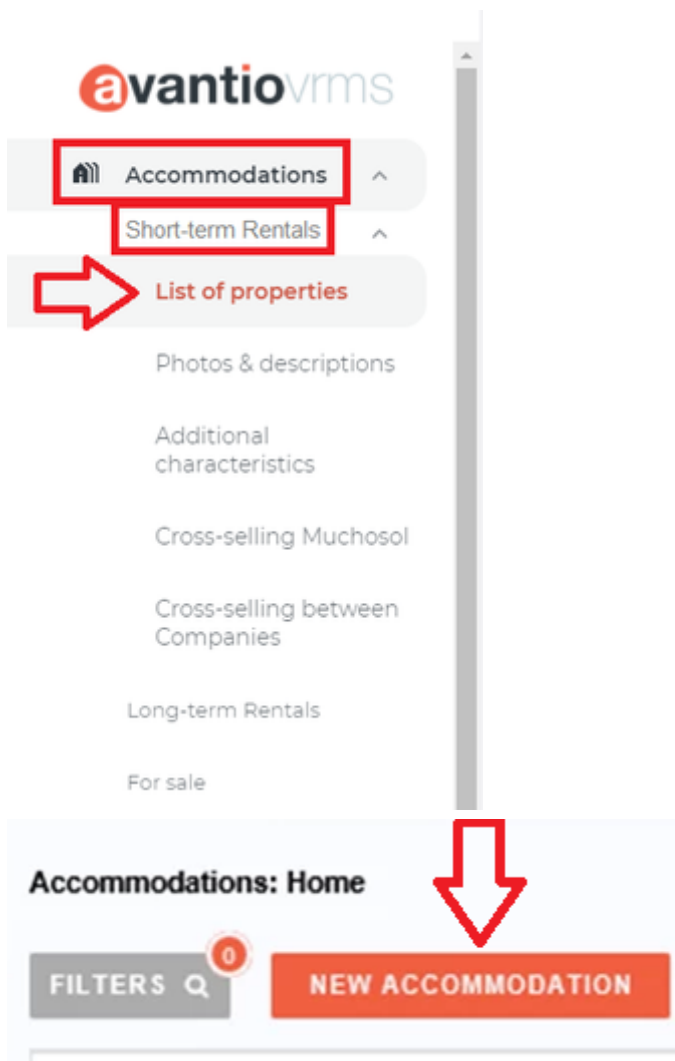 avantiovrms
Accommodations
Short-term Rentals
List of properties
Photos & descriptions
Additional
characteristics
Cross-selling Muchosol
Cross-selling between
Companies
Long-term Rentals
For sale
Accommodations: Home
0
FILTERS
NEW ACCOMMODATION